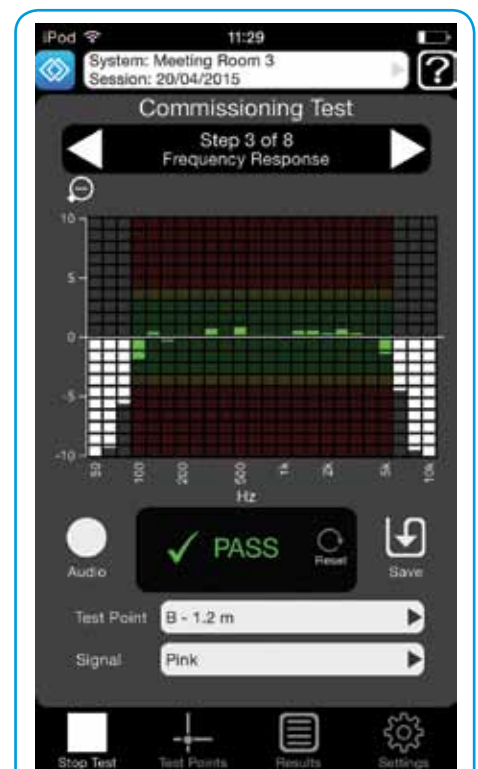 iPod 11:29
System: Meeting Room 3
Session: 20/04/2015
?
Commissioning Test
Step 3 of 8
Frequency Response
10
5
0
-5
-10
50 100 200 500 1k 2k 5k 10k
Hz
Audio
✓ PASS
Reset
Save
Test Point B - 1.2 m
Signal Pink
Stop Test Test Points Results Settings